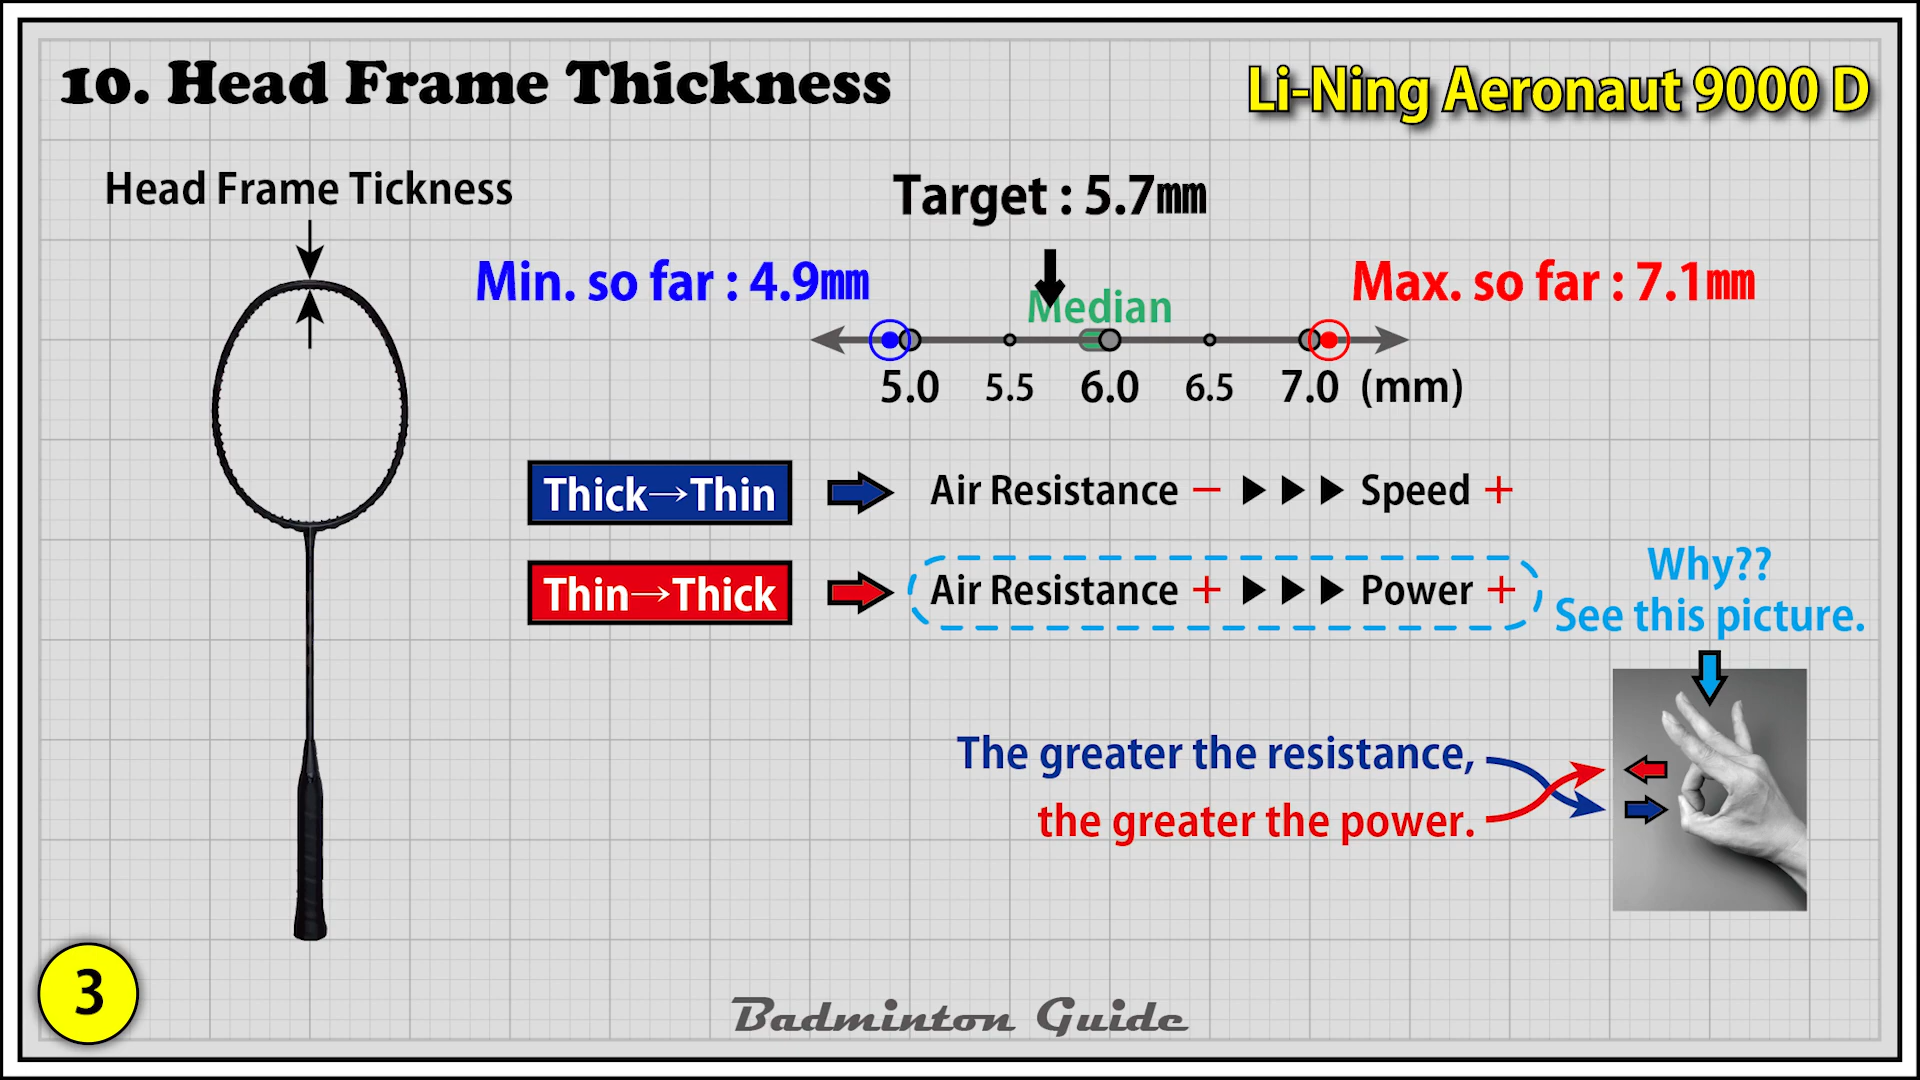 10. Head Frame Thickness
Li-Ning Aeronaut 9000 D
Head Frame Tickness
Target : 5.7㎜
Min. so far : 4.9㎜
Max. so far : 7.1㎜
Median
5.0 5.5 6.0 6.5 7.0 (mm)
Thick→Thin
Air Resistance − ▶ ▶ ▶ Speed +
Thin→Thick
Air Resistance + ▶ ▶ ▶ Power +
Why??
See this picture.
The greater the resistance,
the greater the power.
3
Badminton Guide